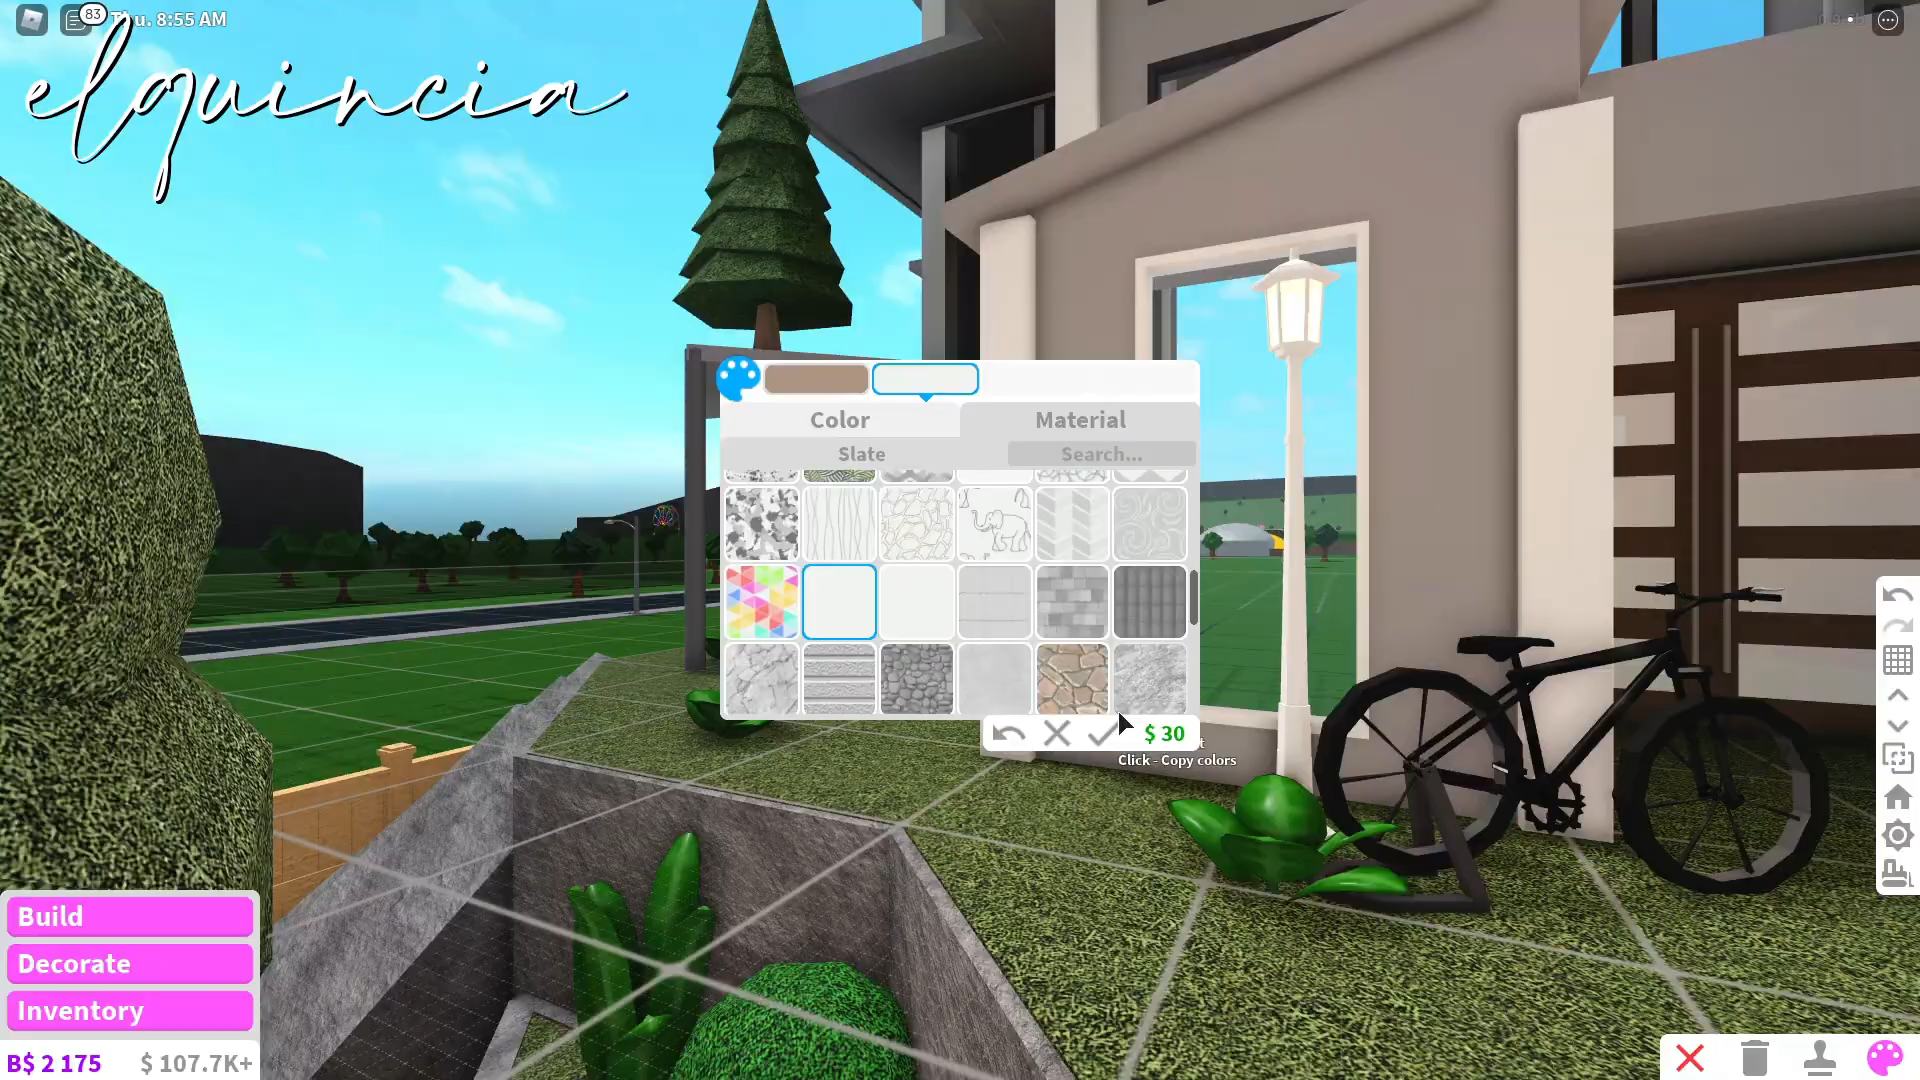 83
Thu. 8:55 AM
elquincia
Color
Material
Slate
Search...
$ 30
Click - Copy colors
Build
Decorate
Inventory
B$ 2 175
$ 107.7K+